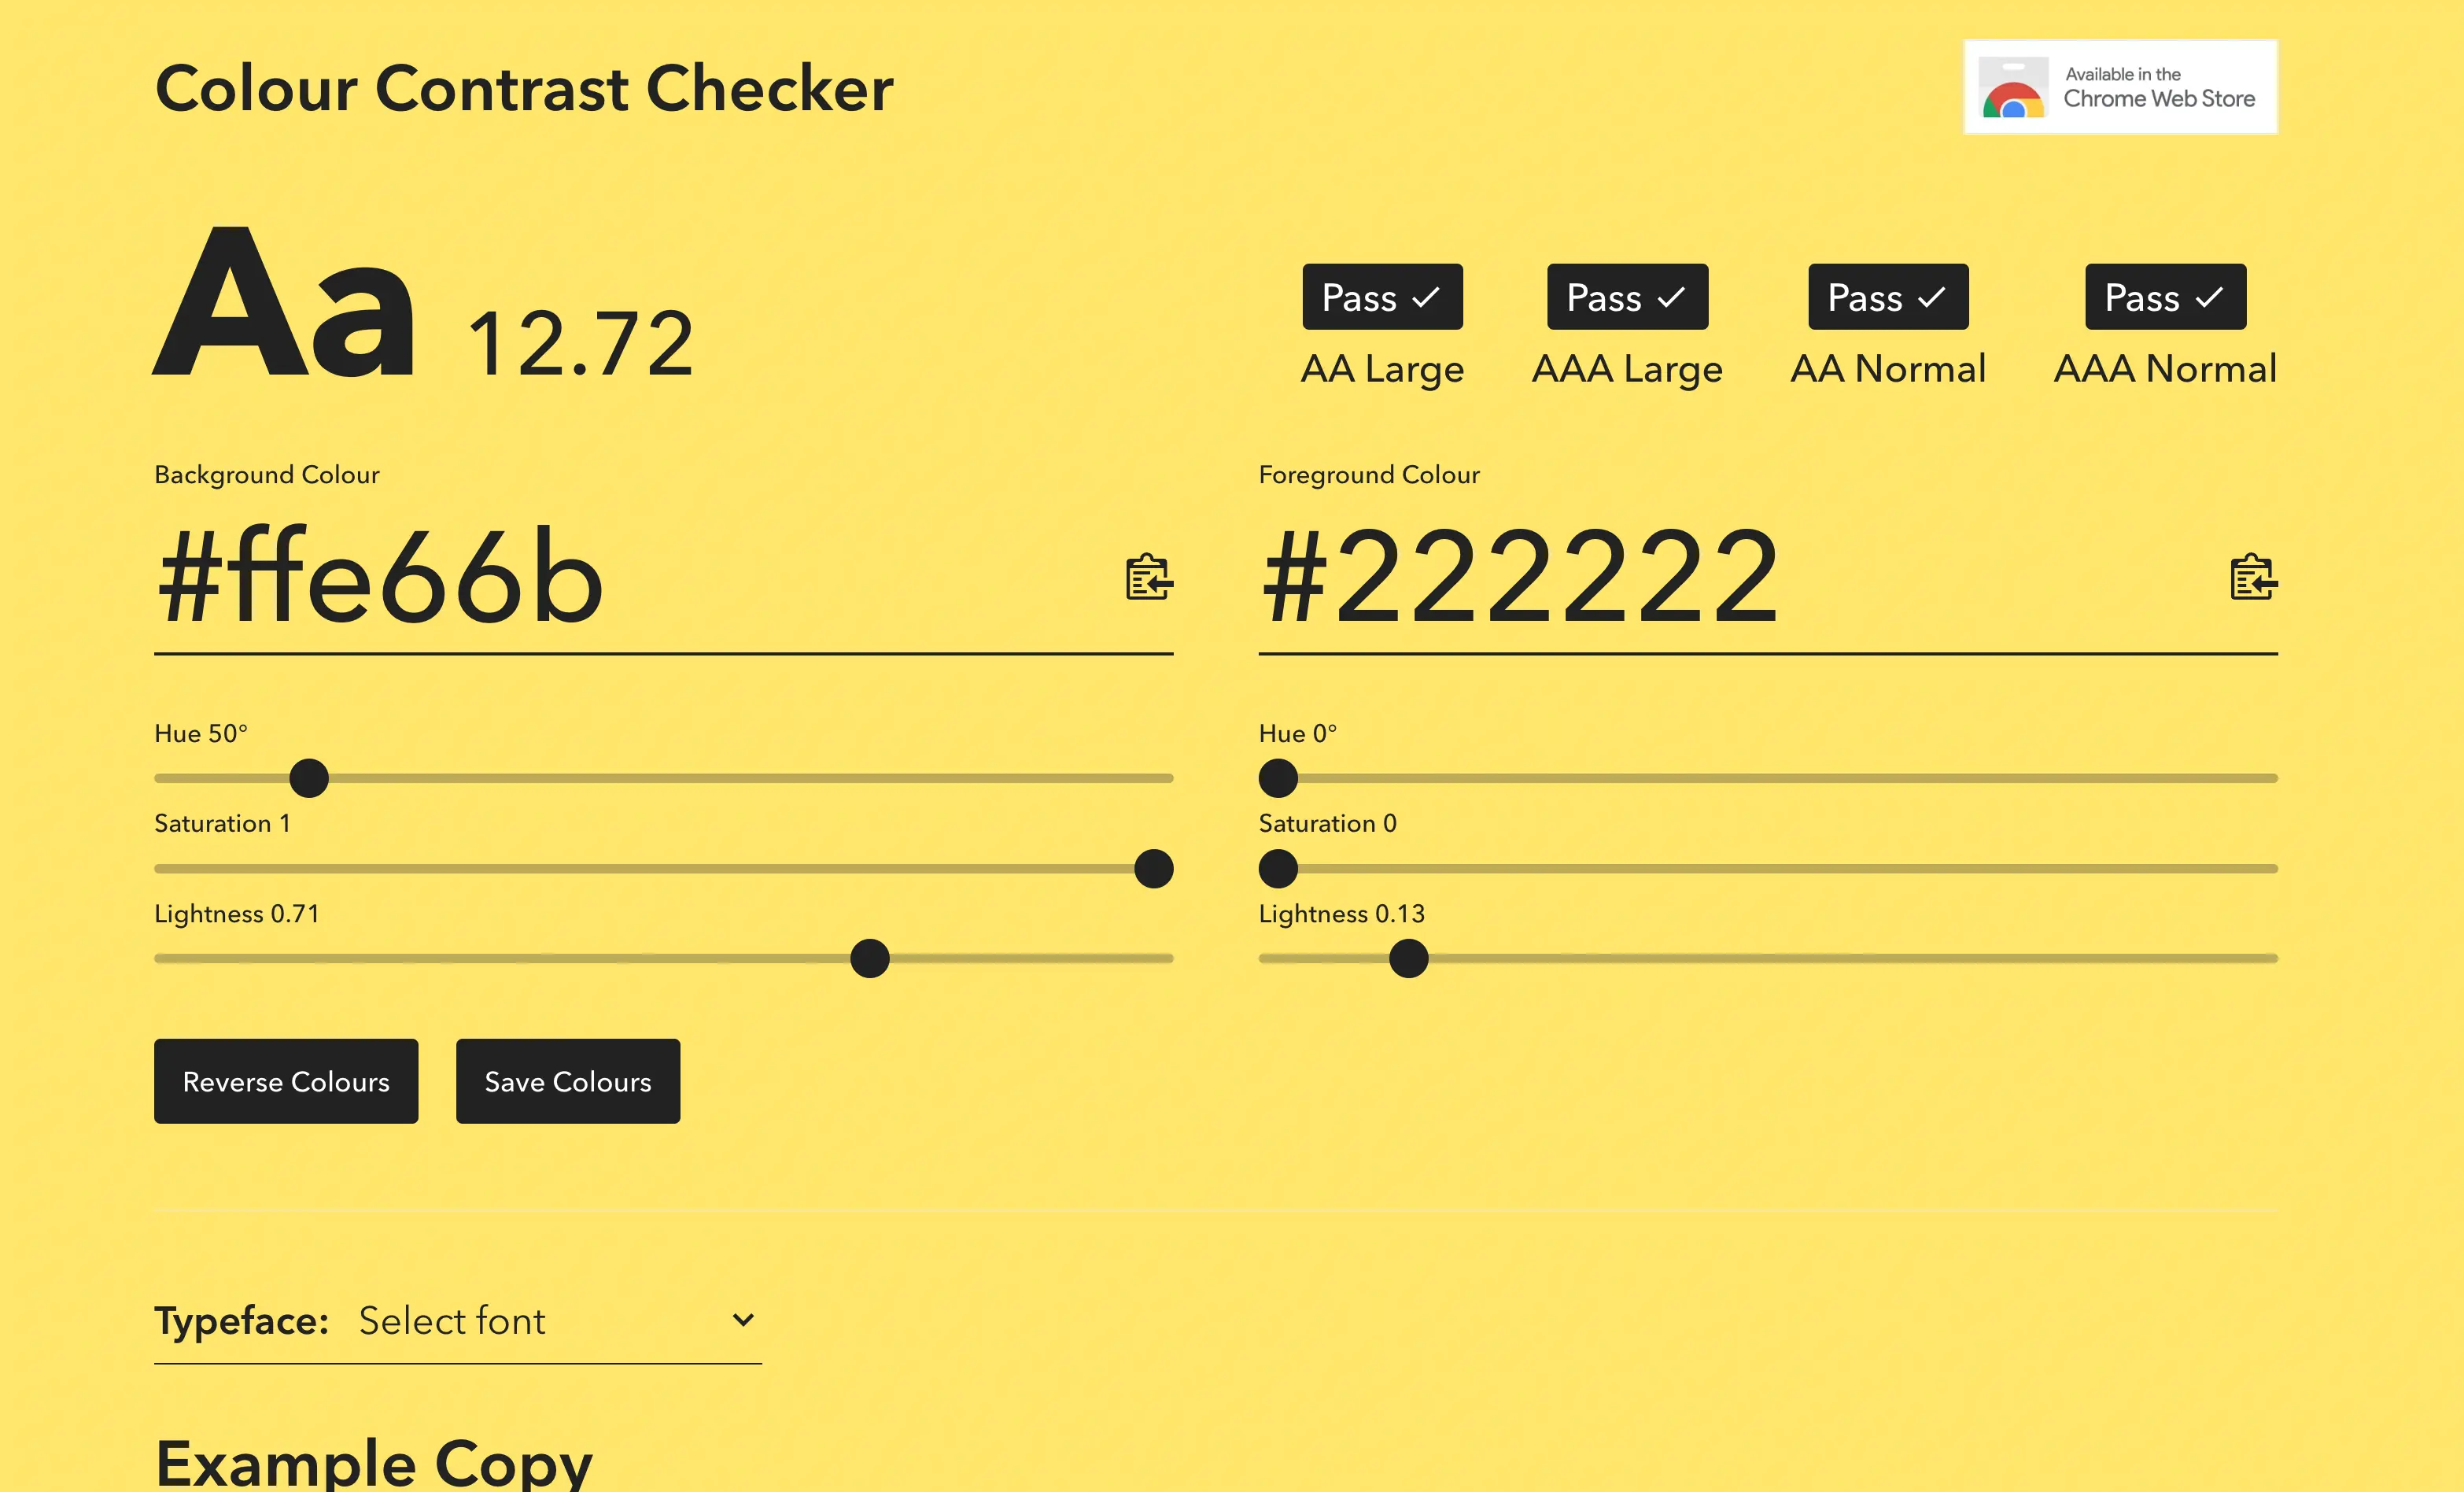 Colour Contrast Checker
Available in the
Chrome Web Store
Aa 12.72
Pass Pass Pass Pass
AA Large AAA Large AA Normal AAA Normal
Background Colour
#ffe66b
Foreground Colour
#222222
Hue 50°
Saturation 1
Lightness 0.71
Hue 0°
Saturation 0
Lightness 0.13
Reverse Colours Save Colours
Typeface: Select font
Example Copy